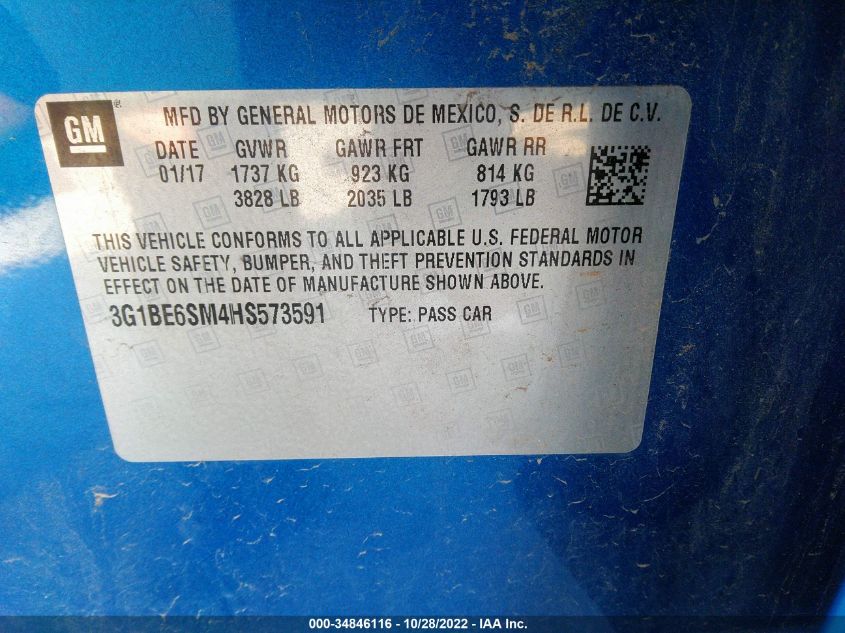 GM ® MFD BY GENERAL MOTORS DE MEXICO, S. DE R.L. DE C.V.
DATE GVWR GAWR FRT GAWR RR
01/17 1737 KG 923 KG 814 KG
3828 LB 2035 LB 1793 LB
THIS VEHICLE CONFORMS TO ALL APPLICABLE U.S. FEDERAL MOTOR
VEHICLE SAFETY, BUMPER, AND THEFT PREVENTION STANDARDS IN
EFFECT ON THE DATE OF MANUFACTURE SHOWN ABOVE.
3G1BE6SM4HS573591 TYPE: PASS CAR
000-34846116 - 10/28/2022 - IAA Inc.